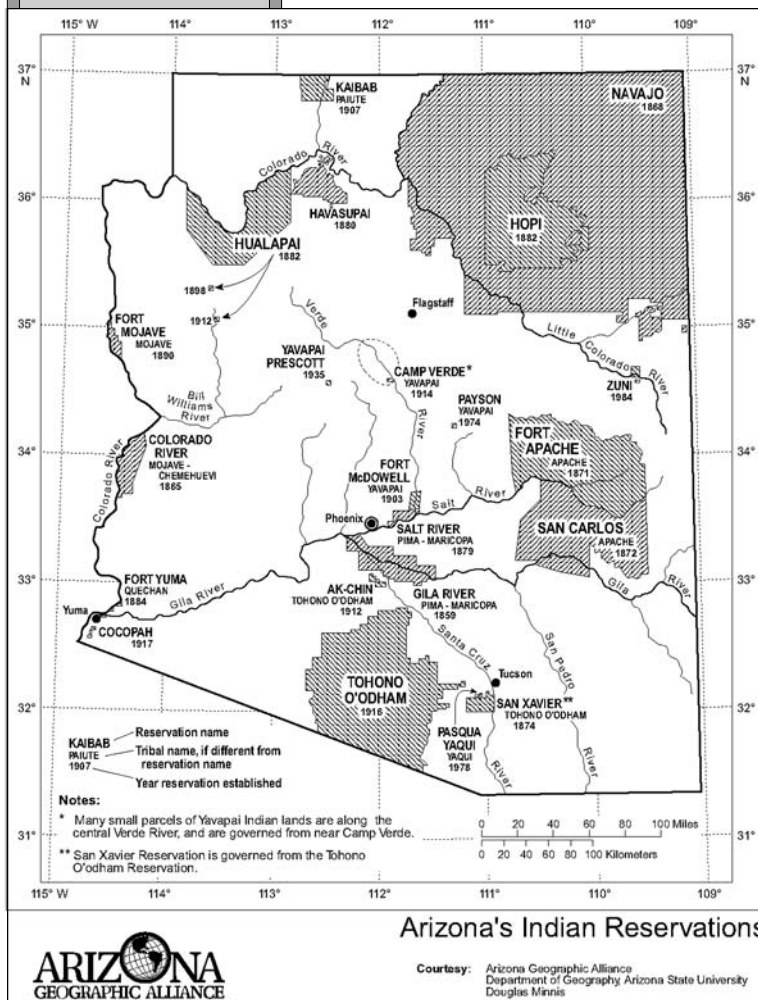 115° W
114°
113°
112°
111°
110°
109°
37°
N
37°
N
KAIBAB
PAIUTE
1907
NAVAJO
1868
Colorado
River
36°
36°
HAVASUPAI
1880
HOPI
1882
HUALAPAI
1882
1898
Flagstaff
FORT
MOJAVE
MOJAVE
1890
1912
Verde
35°
35°
Little
Colorado
River
YAVAPAI
PRESCOTT
1935
CAMP VERDE*
YAVAPAI
1914
ZUNI
1984
Bill
Williams
River
River
PAYSON
YAVAPAI
1974
FORT
APACHE
APACHE
1871
34°
34°
COLORADO
RIVER
MOJAVE -
CHEMEHUEVI
1865
Colorado River
FORT
McDOWELL
YAVAPAI
1903
Salt
River
Phoenix
SALT RIVER
PIMA - MARICOPA
1879
SAN CARLOS
APACHE
1872
33°
33°
FORT YUMA
QUECHAN
1884
Gila River
AK-CHIN
TOHONO O'ODHAM
1912
GILA RIVER
PIMA - MARICOPA
1859
Gila
River
Yuma
COCOPAH
1917
Santa Cruz
San Pedro
Tucson
TOHONO
O'ODHAM
1916
SAN XAVIER**
TOHONO O'ODHAM
1874
32°
32°
PASQUA
YAQUI
YAQUI
1978
River
River
Reservation name
KAIBAB
PAIUTE
1907
Tribal name, if different from
reservation name
Year reservation established
Notes:
* Many small parcels of Yavapai Indian lands are along the
central Verde River, and are governed from near Camp Verde.
** San Xavier Reservation is governed from the Tohono
O'odham Reservation.
0 20 40 60 80 100 Miles
0 20 40 60 80 100 Kilometers
31°
31°
115° W
114°
113°
112°
111°
110°
109°
Arizona's Indian Reservations
ARIZONA
GEOGRAPHIC ALLIANCE
Courtesy: Arizona Geographic Alliance
Department of Geography, Arizona State University
Douglas Minnis